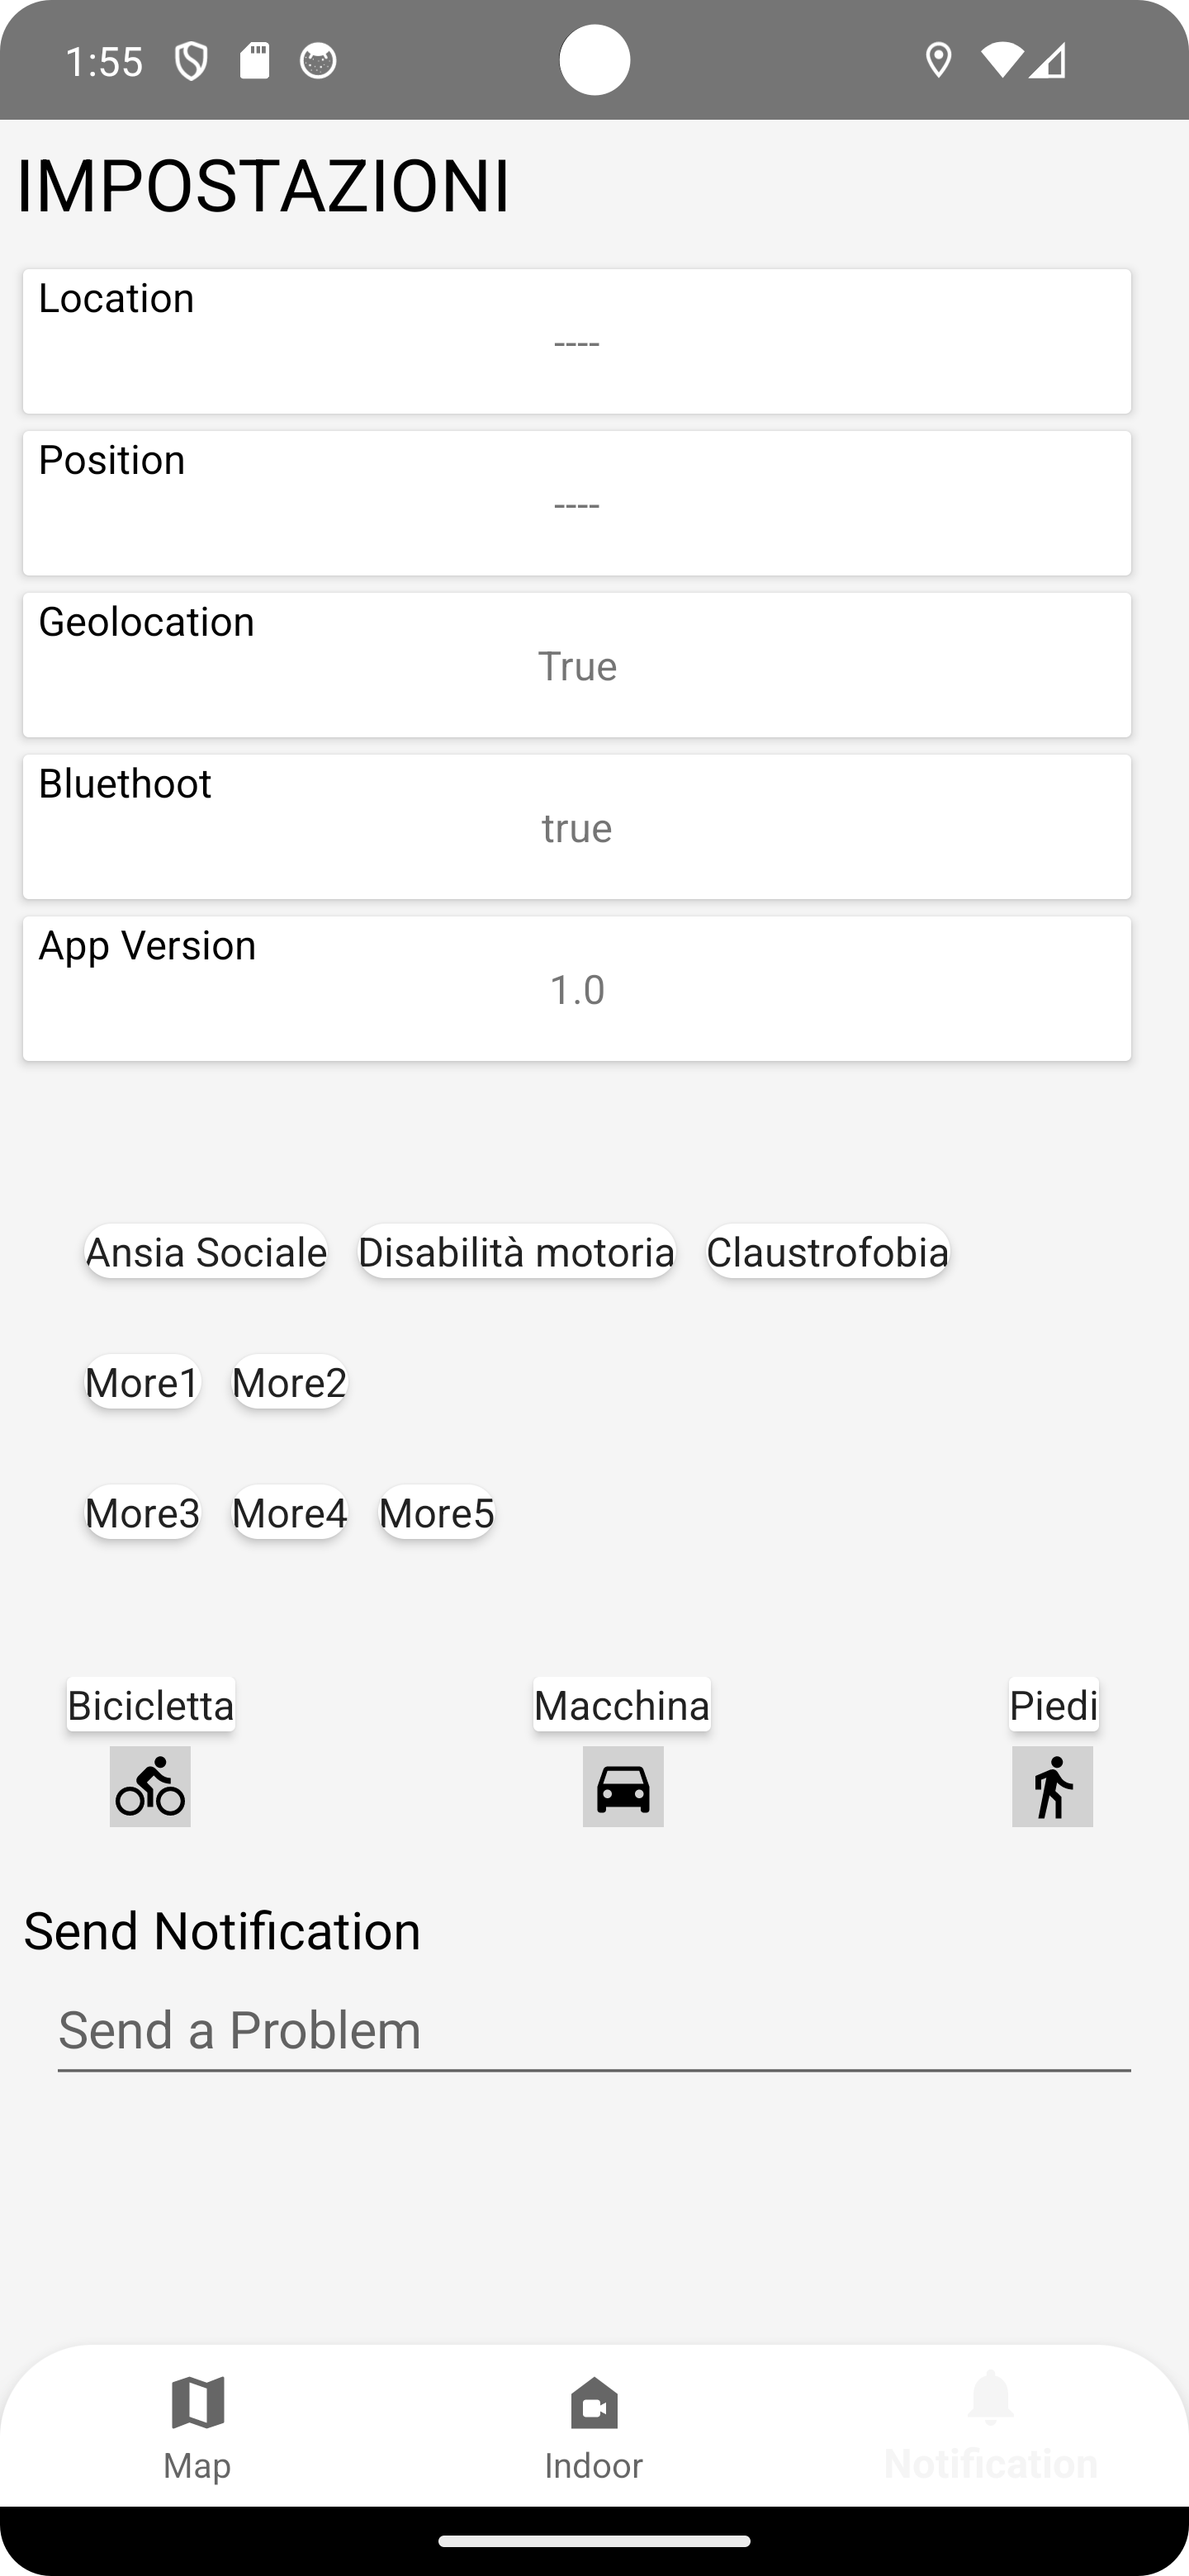 1:55
IMPOSTAZIONI
Location
----
Position
----
Geolocation
True
Bluethoot
true
App Version
1.0
Ansia Sociale Disabilità motoria Claustrofobia
More1 More2
More3 More4 More5
Bicicletta Macchina Piedi
Send Notification
Send a Problem
Map Indoor Notification